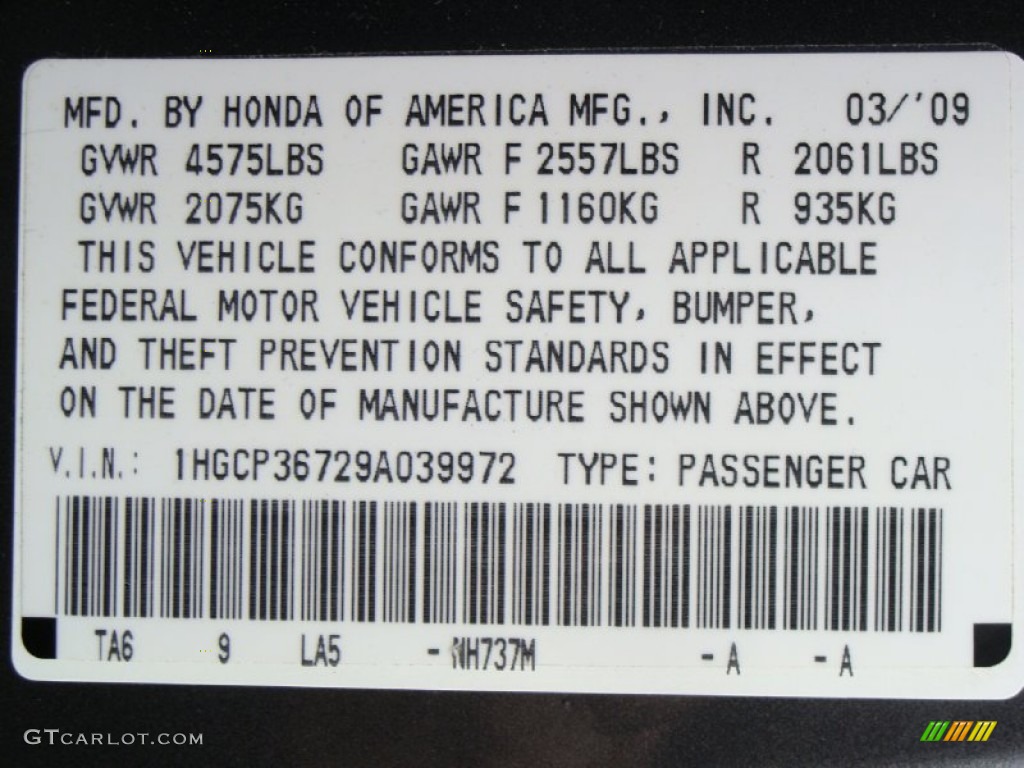 MFD. BY HONDA OF AMERICA MFG., INC. 03/'09
GVWR 4575LBS GAWR F 2557LBS R 2061LBS
GVWR 2075KG GAWR F 1160KG R 935KG
THIS VEHICLE CONFORMS TO ALL APPLICABLE
FEDERAL MOTOR VEHICLE SAFETY, BUMPER,
AND THEFT PREVENTION STANDARDS IN EFFECT
ON THE DATE OF MANUFACTURE SHOWN ABOVE.
V.I.N.: 1HGCP36729A039972 TYPE: PASSENGER CAR
TA6 9 LA5 - NH737M - A - A
GTCARLOT.COM